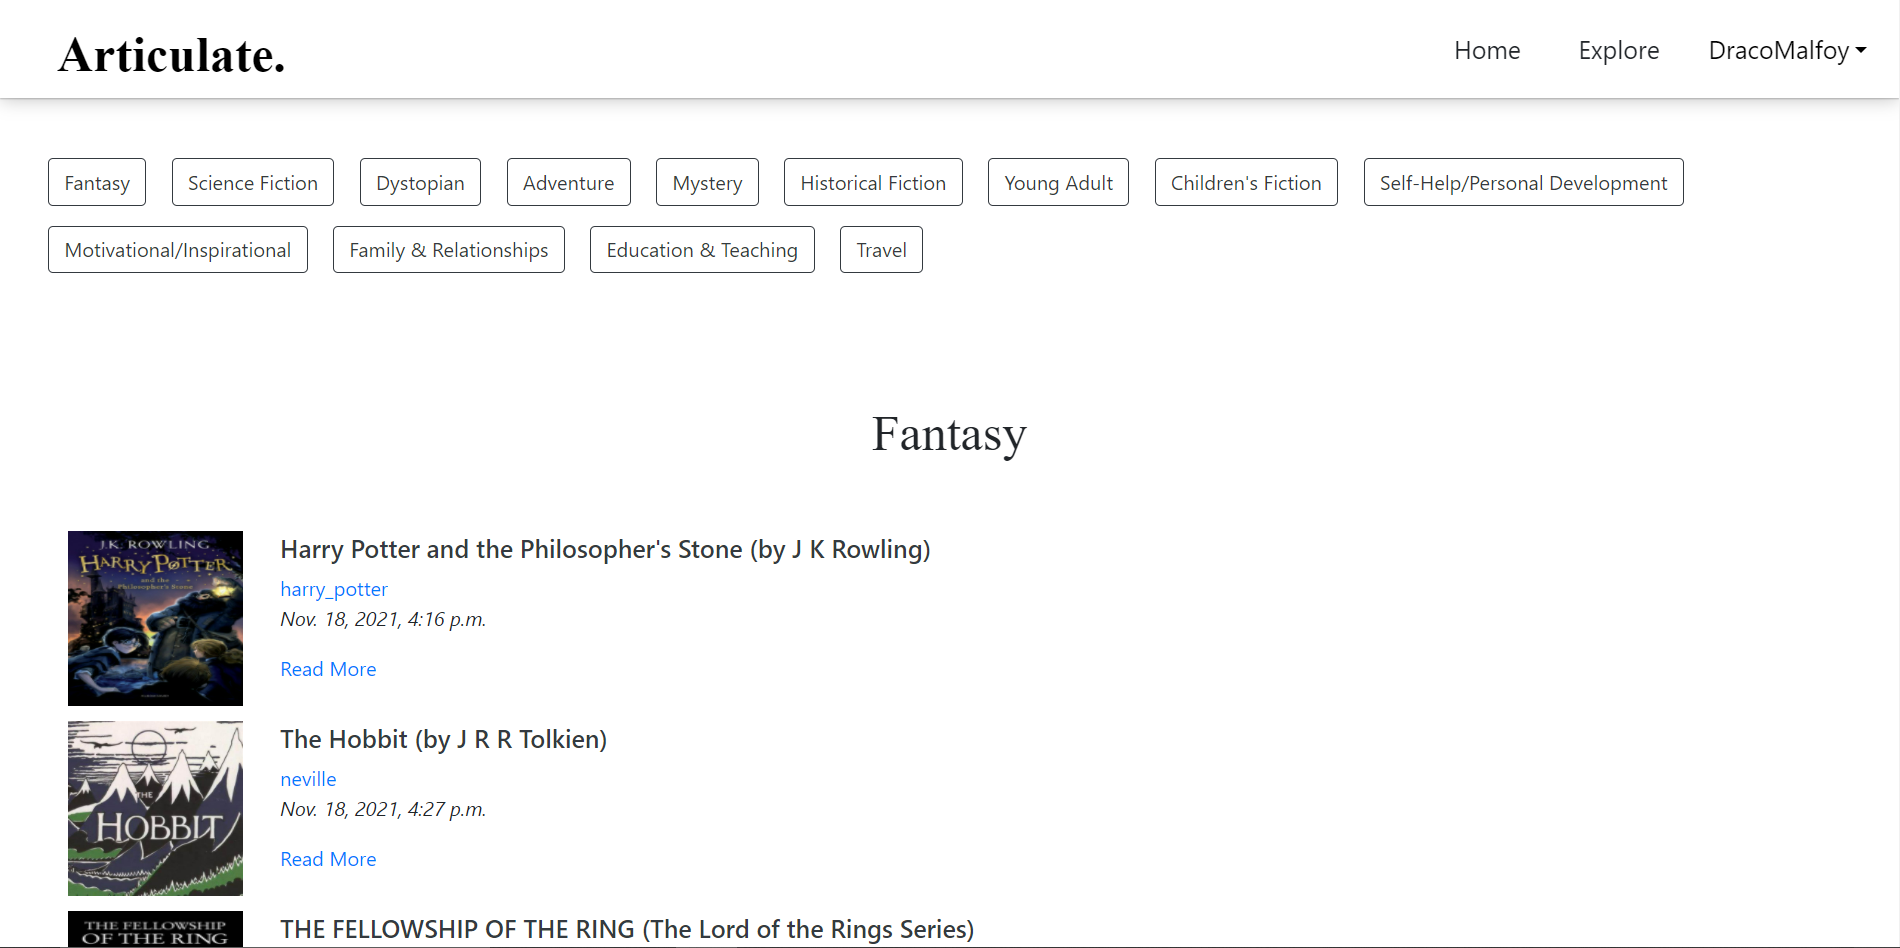 Articulate.
Home Explore DracoMalfoy
Fantasy Science Fiction Dystopian Adventure Mystery Historical Fiction Young Adult Children's Fiction Self-Help/Personal Development
Motivational/Inspirational Family & Relationships Education & Teaching Travel
Fantasy
J.K. ROWLING
HARRY POTTER
and the
Philosopher's Stone
Harry Potter and the Philosopher's Stone (by J K Rowling)
harry_potter
Nov. 18, 2021, 4:16 p.m.
Read More
THE
HOBBIT
The Hobbit (by J R R Tolkien)
neville
Nov. 18, 2021, 4:27 p.m.
Read More
THE FELLOWSHIP
OF THE RING
THE FELLOWSHIP OF THE RING (The Lord of the Rings Series)